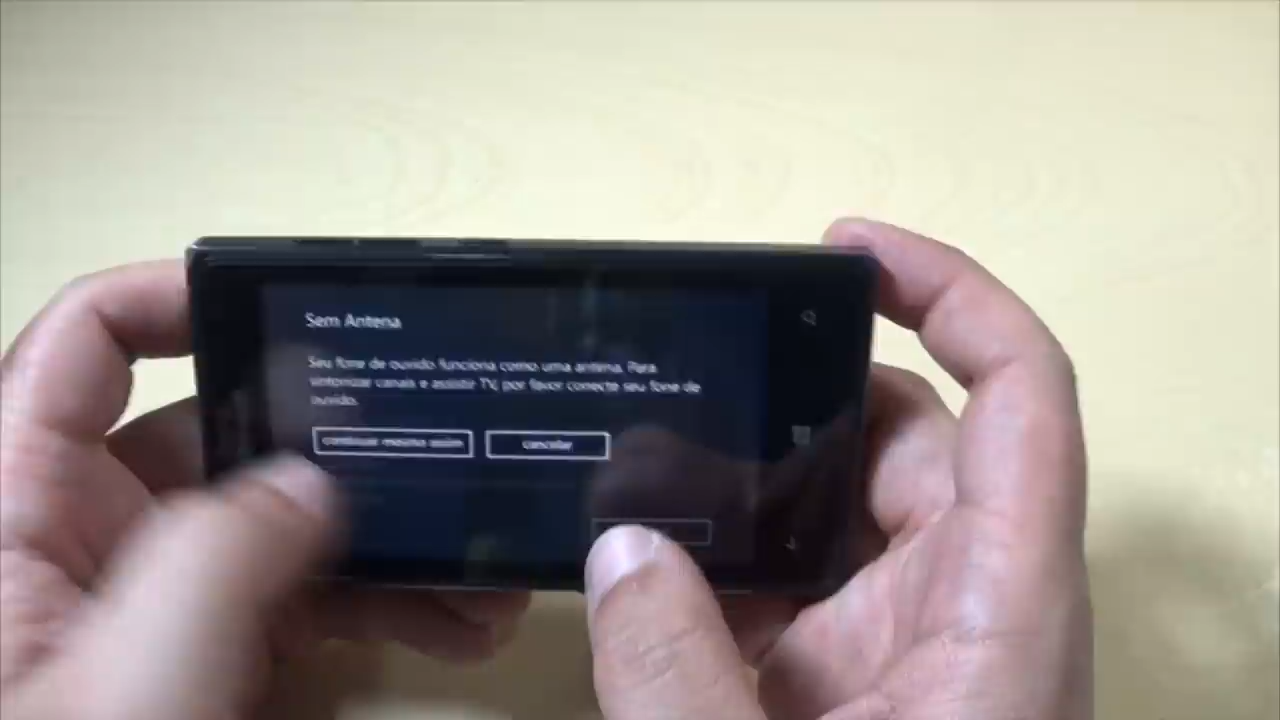 Sem Antena
Seu fone de ouvido funciona como uma antena. Para
sintonizar canais e assistir TV, por favor conecte seu fone de
ouvido.
continuar mesmo assim
cancelar